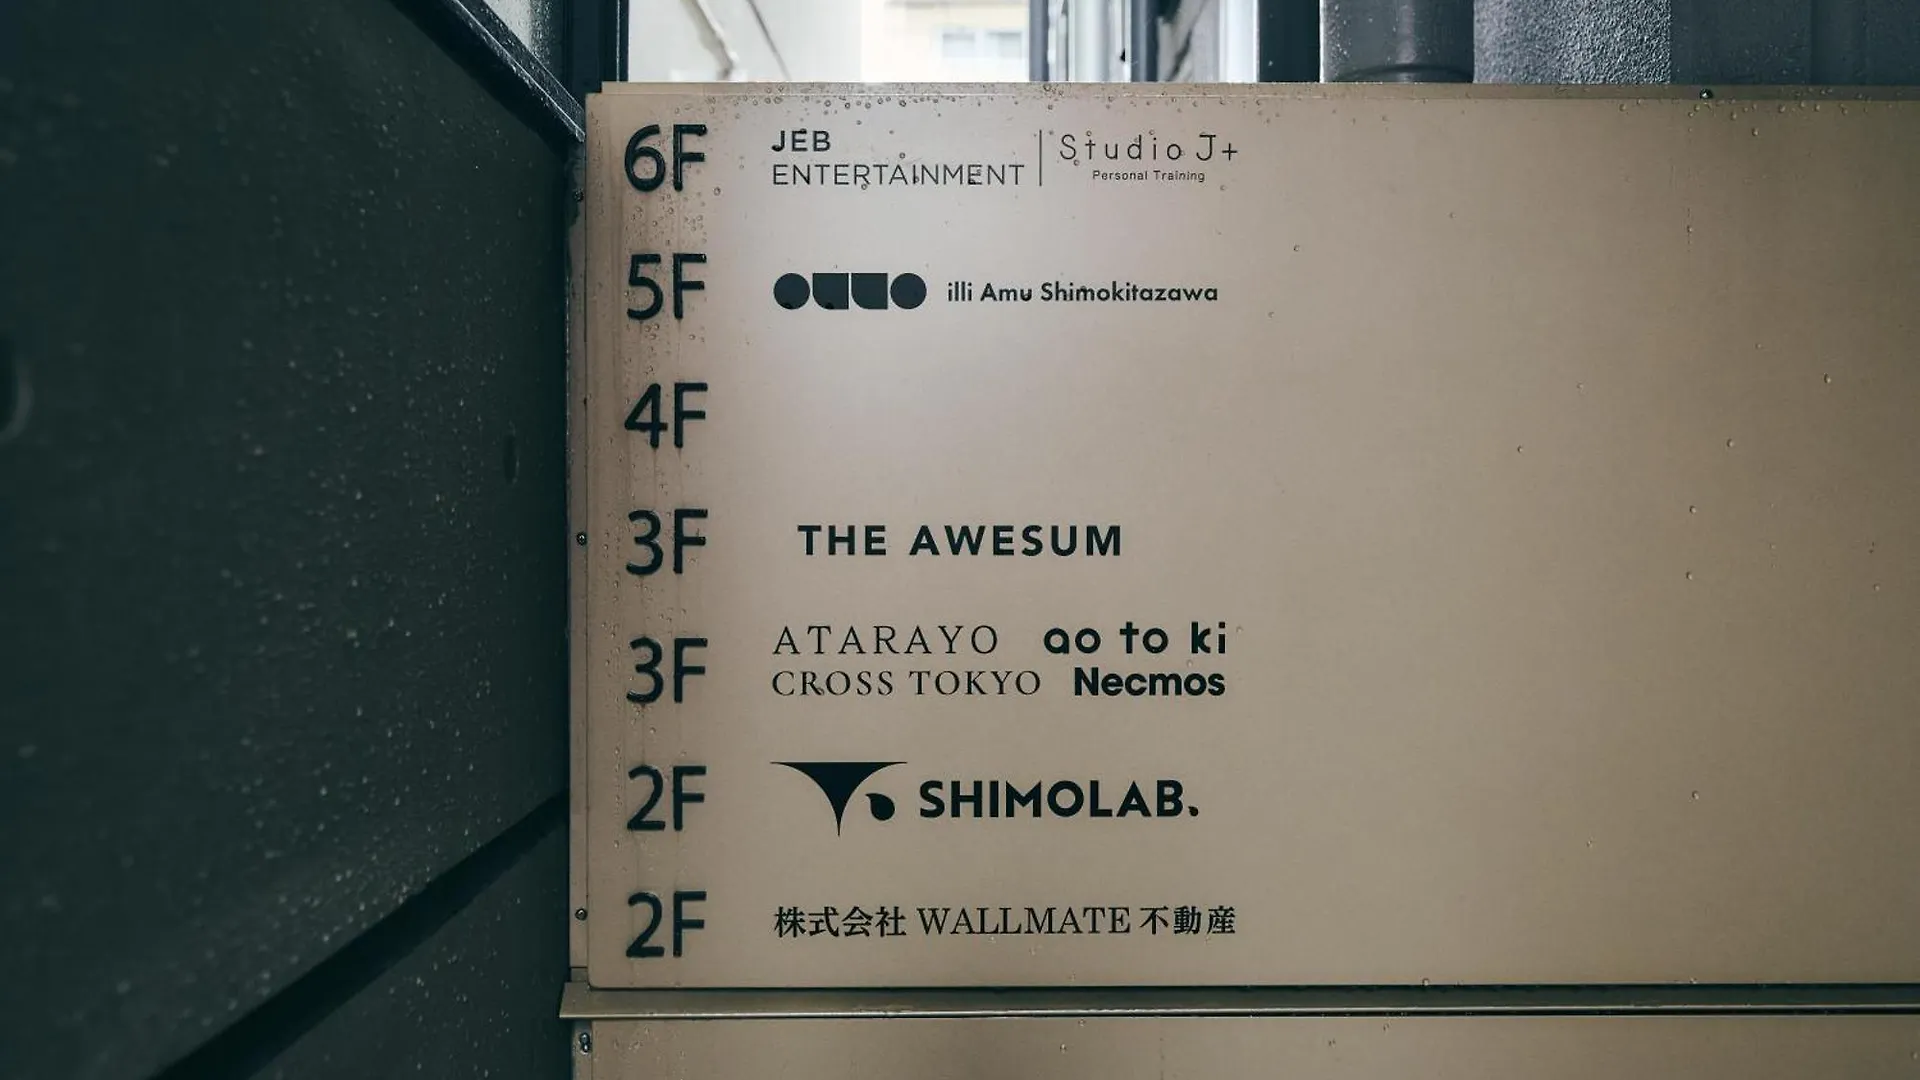 6F JEB ENTERTAINMENT Studio J+ Personal Training
5F illi Amu Shimokitazawa
4F
3F THE AWESUM
3F ATARAYO ao to ki
CROSS TOKYO Necmos
2F SHIMOLAB.
2F 株式会社 WALLMATE 不動産